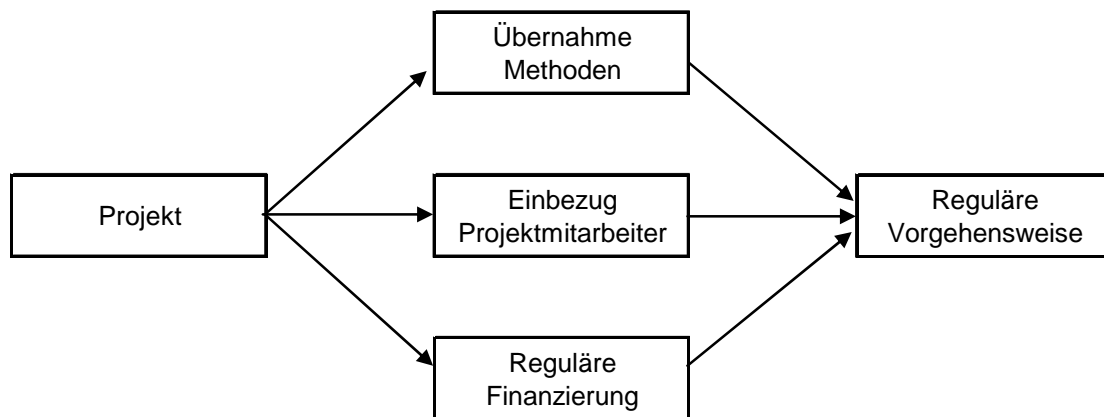 Übernahme
Methoden
Projekt
Einbezug
Projektmitarbeiter
Reguläre
Vorgehensweise
Reguläre
Finanzierung